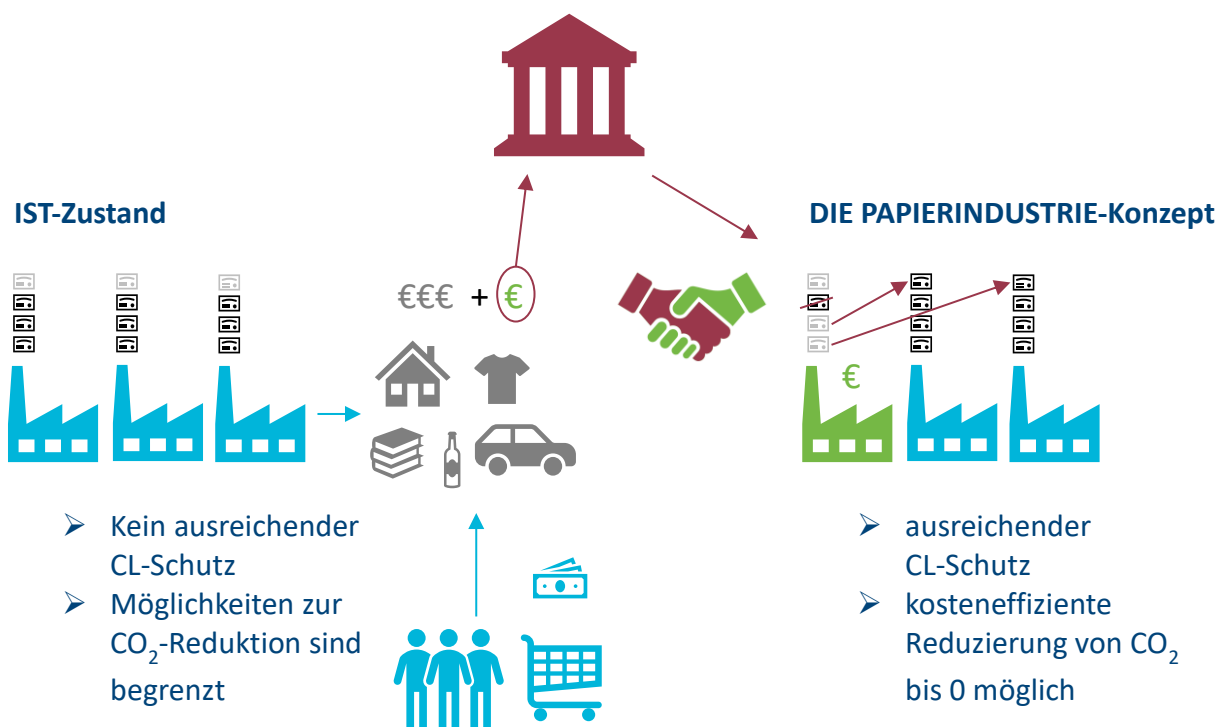 IST-Zustand
€€€ + €
DIE PAPIERINDUSTRIE-Konzept
€
➢ Kein ausreichender
CL-Schutz
➢ Möglichkeiten zur
CO₂-Reduktion sind
begrenzt
➢ ausreichender
CL-Schutz
➢ kosteneffiziente
Reduzierung von CO₂
bis 0 möglich